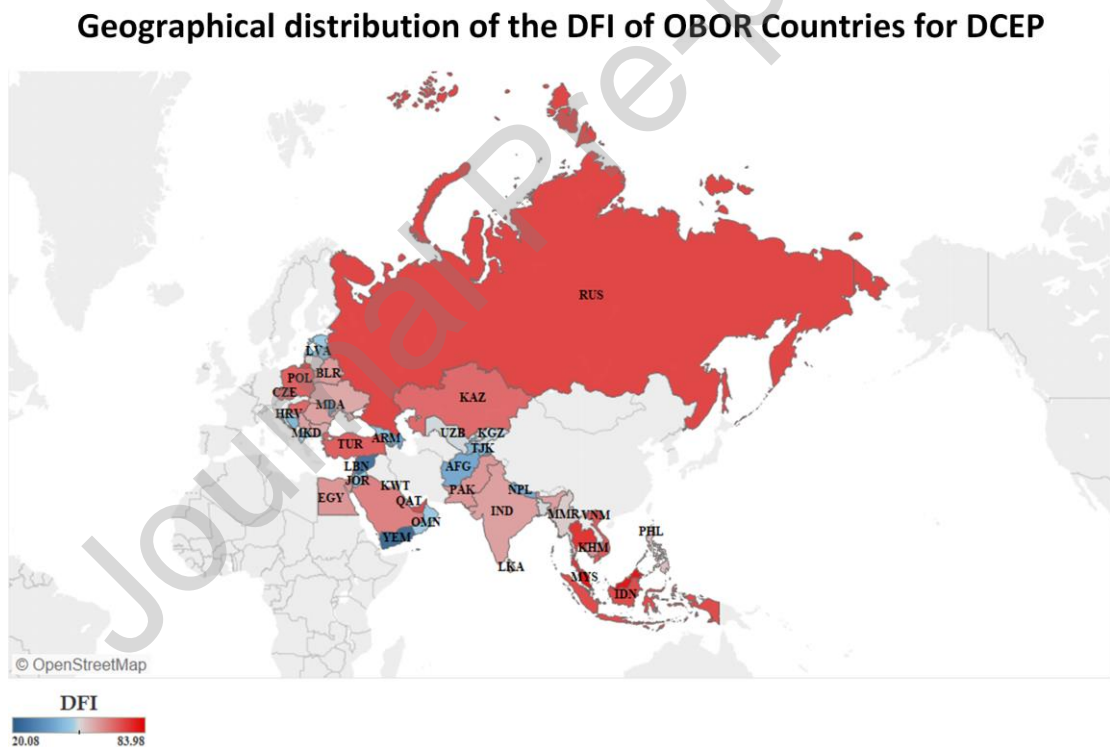 Geographical distribution of the DFI of OBOR Countries for DCEP
Journal Pre-p
RUS
LVA
POL BLR
CZE
KAZ
HRV MDA
MKD
TUR ARM
UZB KGZ
TJK
LBN
AFG
JOR
KWT
PAK
NPL
EGY
QAT
IND
OMN
MMR VNM
YEM
PHL
KHM
LKA
MYS
IDN
© OpenStreetMap
DFI
20.08 83.98